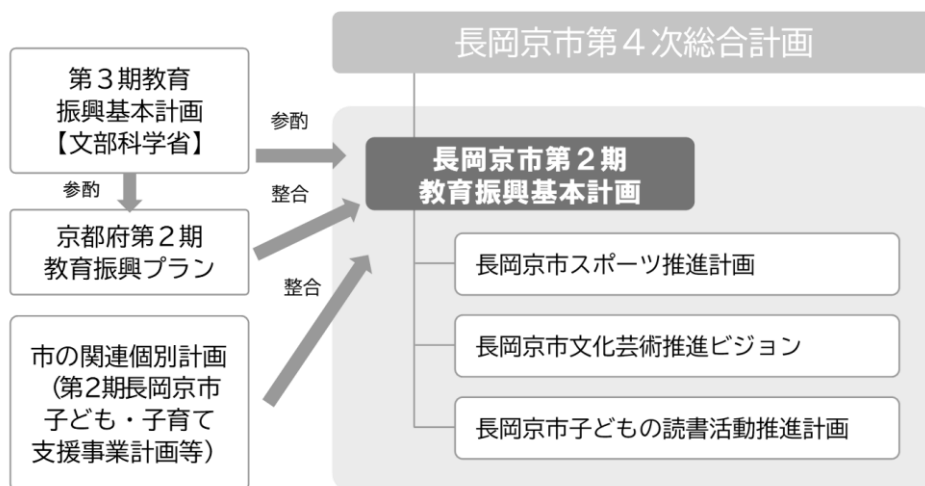 長岡京市第４次総合計画
第３期教育
振興基本計画
【文部科学省】
参酌
参酌
長岡京市第２期
教育振興基本計画
整合
京都府第２期
教育振興プラン
整合
長岡京市スポーツ推進計画
長岡京市文化芸術推進ビジョン
長岡京市子どもの読書活動推進計画
市の関連個別計画
（第2期長岡京市
子ども・子育て
支援事業計画等）